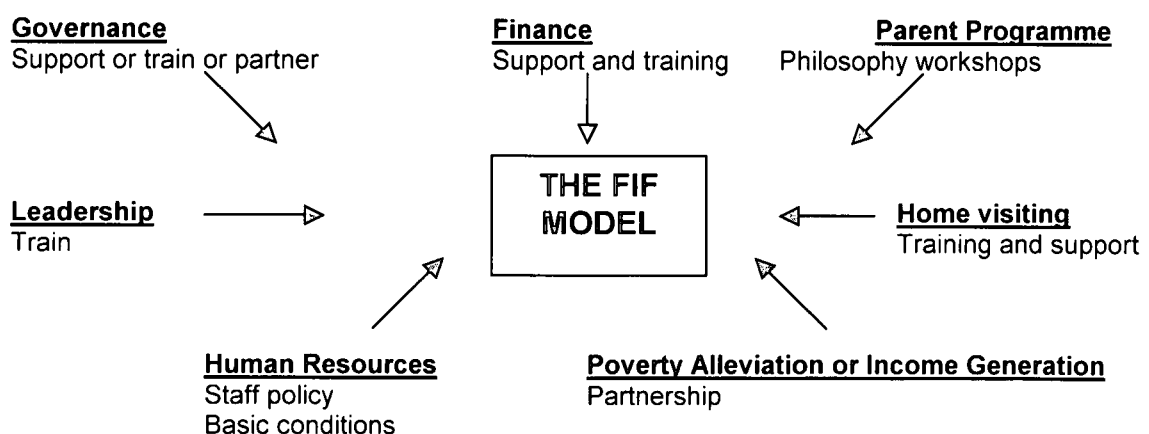 Governance
Support or train or partner
Finance
Support and training
Parent Programme
Philosophy workshops
THE FIF
MODEL
Leadership
Train
Home visiting
Training and support
Human Resources
Staff policy
Basic conditions
Poverty Alleviation or Income Generation
Partnership